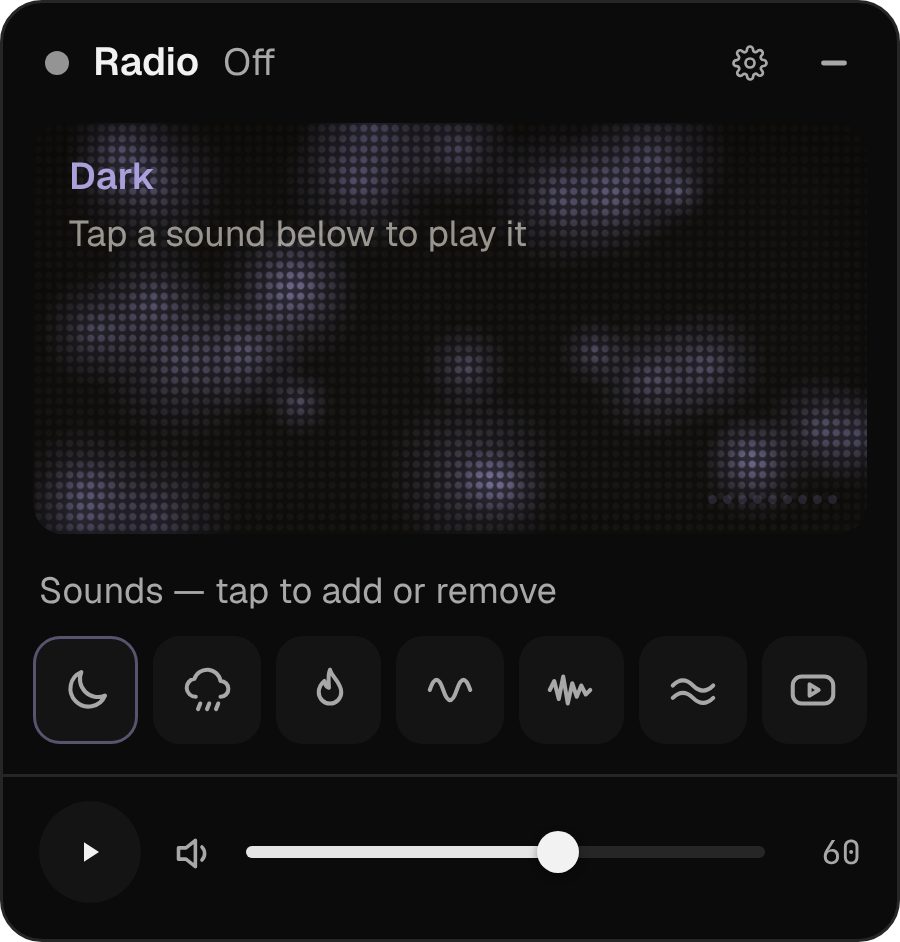 Radio Off
Dark
Tap a sound below to play it
Sounds — tap to add or remove
60